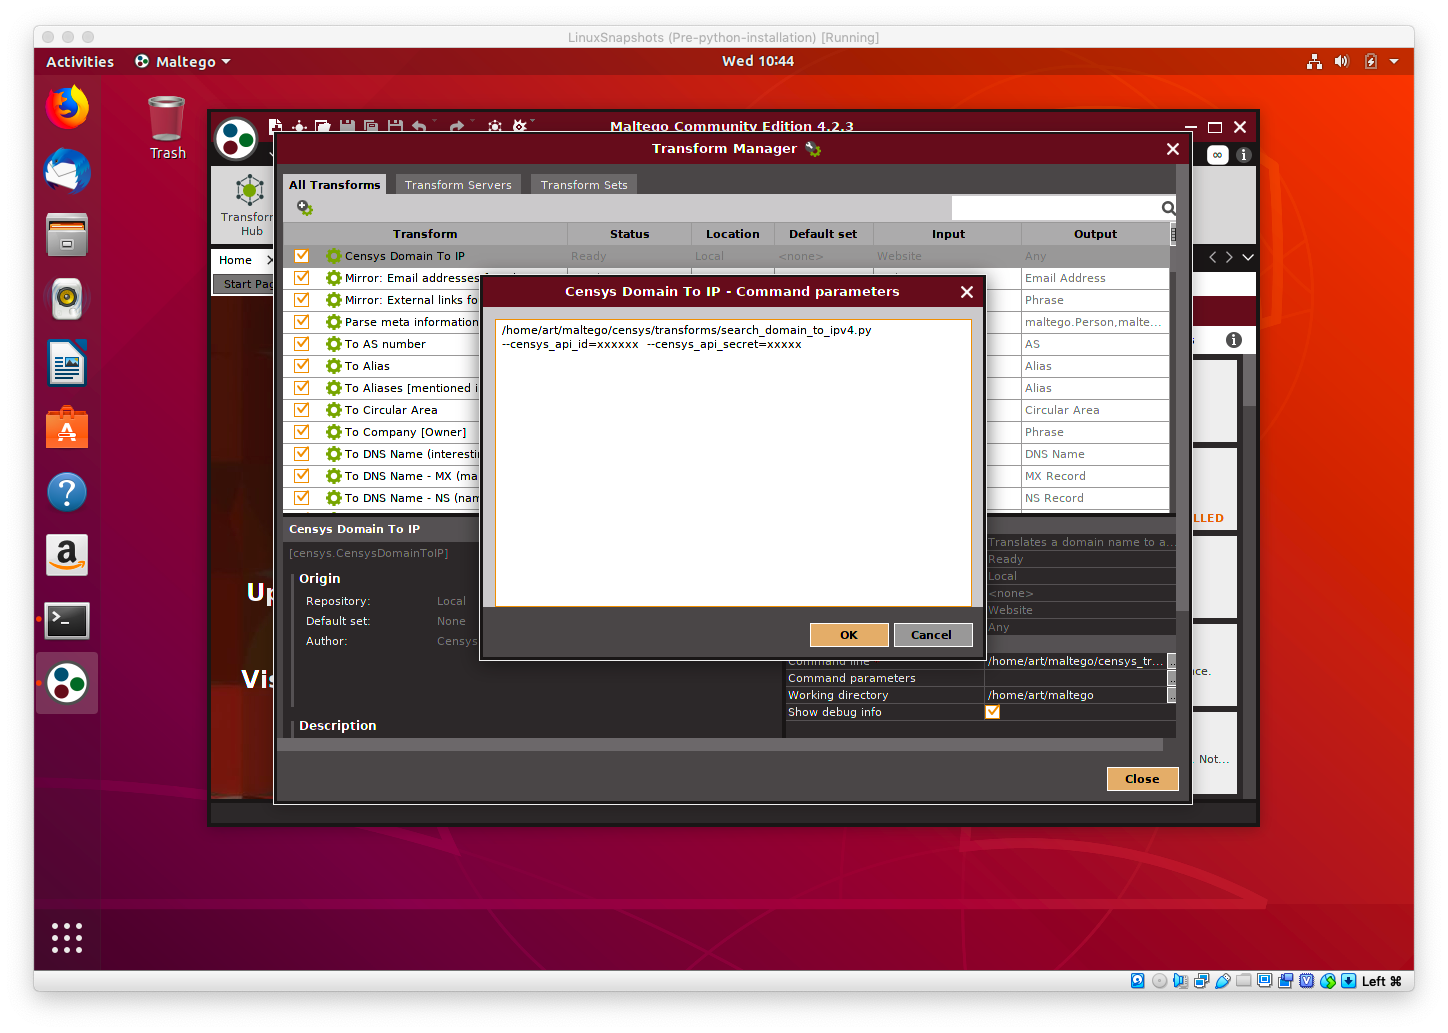 LinuxSnapshots (Pre-python-installation) [Running]
Activities
Maltego
Wed 10:44
Trash
Maltego Community Edition 4.2.3
Transform Manager
All Transforms
Transform Servers
Transform Sets
Transform
Hub
Home
Start Pag
Transform Status Location Default set Input Output
Censys Domain To IP Ready Local <none> Website Any
Mirror: Email addresses Email Address
Mirror: External links fo Phrase
Parse meta information maltego.Person,malte...
To AS number AS
To Alias Alias
To Aliases [mentioned i Alias
To Circular Area Circular Area
To Company [Owner] Phrase
To DNS Name (interesti DNS Name
To DNS Name - MX (ma MX Record
To DNS Name - NS (nam NS Record
Censys Domain To IP - Command parameters
/home/art/maltego/censys/transforms/search_domain_to_ipv4.py
--censys_api_id=xxxxxx --censys_api_secret=xxxxx
OK
Cancel
Censys Domain To IP
[censys.CensysDomainToIP]
Origin
Repository: Local
Default set: None
Author: Censys
Description
Translates a domain name to a...
Ready
Local
<none>
Website
Any
Command line /home/art/maltego/censys_tr...
Command parameters
Working directory /home/art/maltego
Show debug info
Close
Up
Vis
LLED
nce.
Not...
Left ⌘